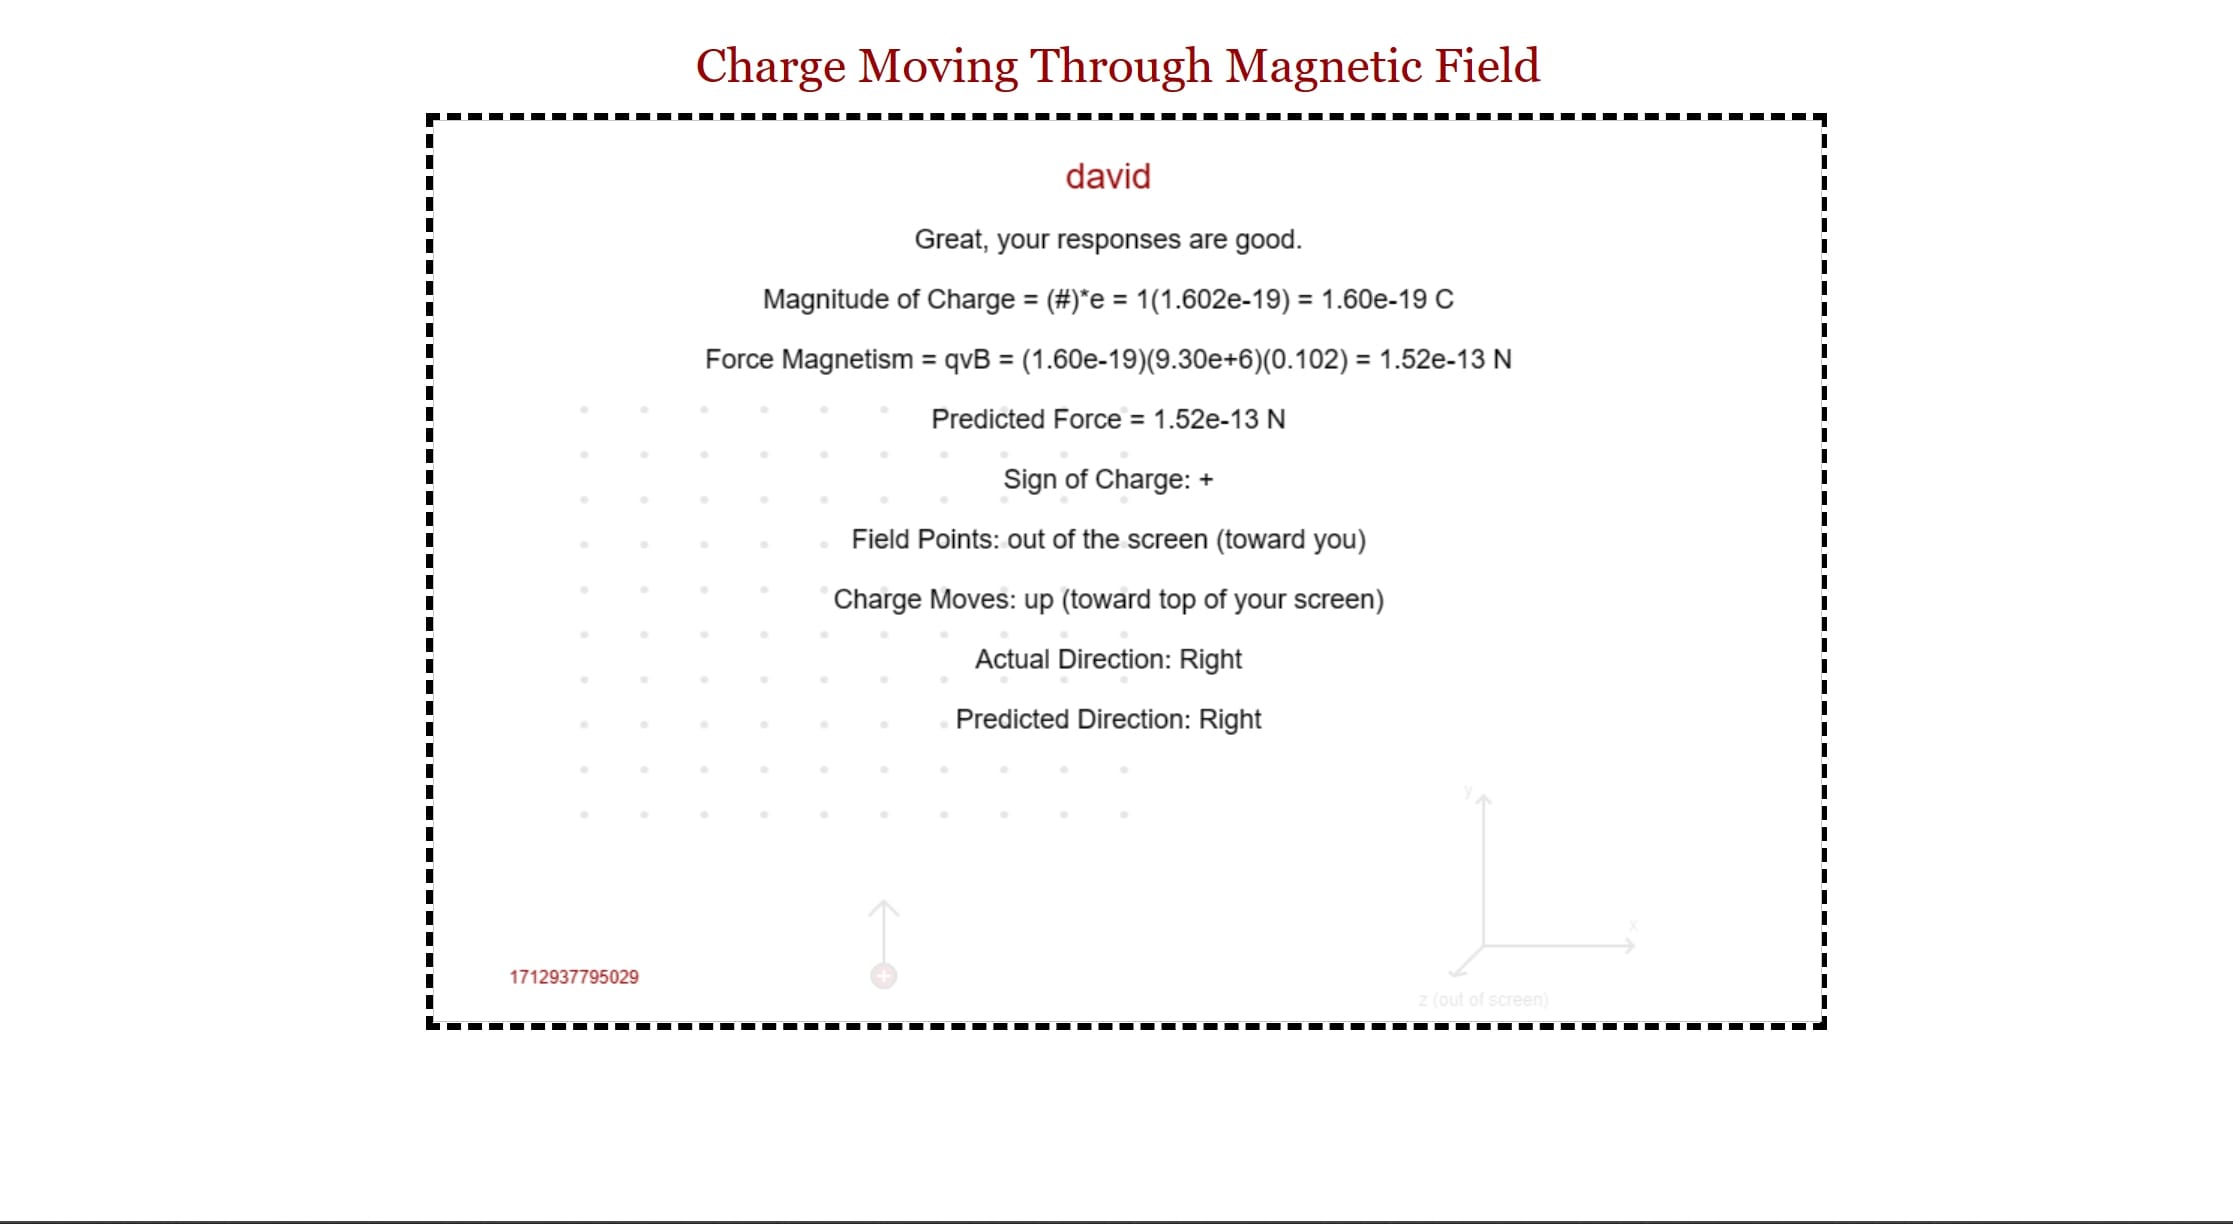 Charge Moving Through Magnetic Field
david
Great, your responses are good.
Magnitude of Charge = (#)*e = 1(1.602e-19) = 1.60e-19 C
Force Magnetism = qvB = (1.60e-19)(9.30e+6)(0.102) = 1.52e-13 N
Predicted Force = 1.52e-13 N
Sign of Charge: +
Field Points: out of the screen (toward you)
Charge Moves: up (toward top of your screen)
Actual Direction: Right
Predicted Direction: Right
y
x
+
1712937795029
z (out of screen)